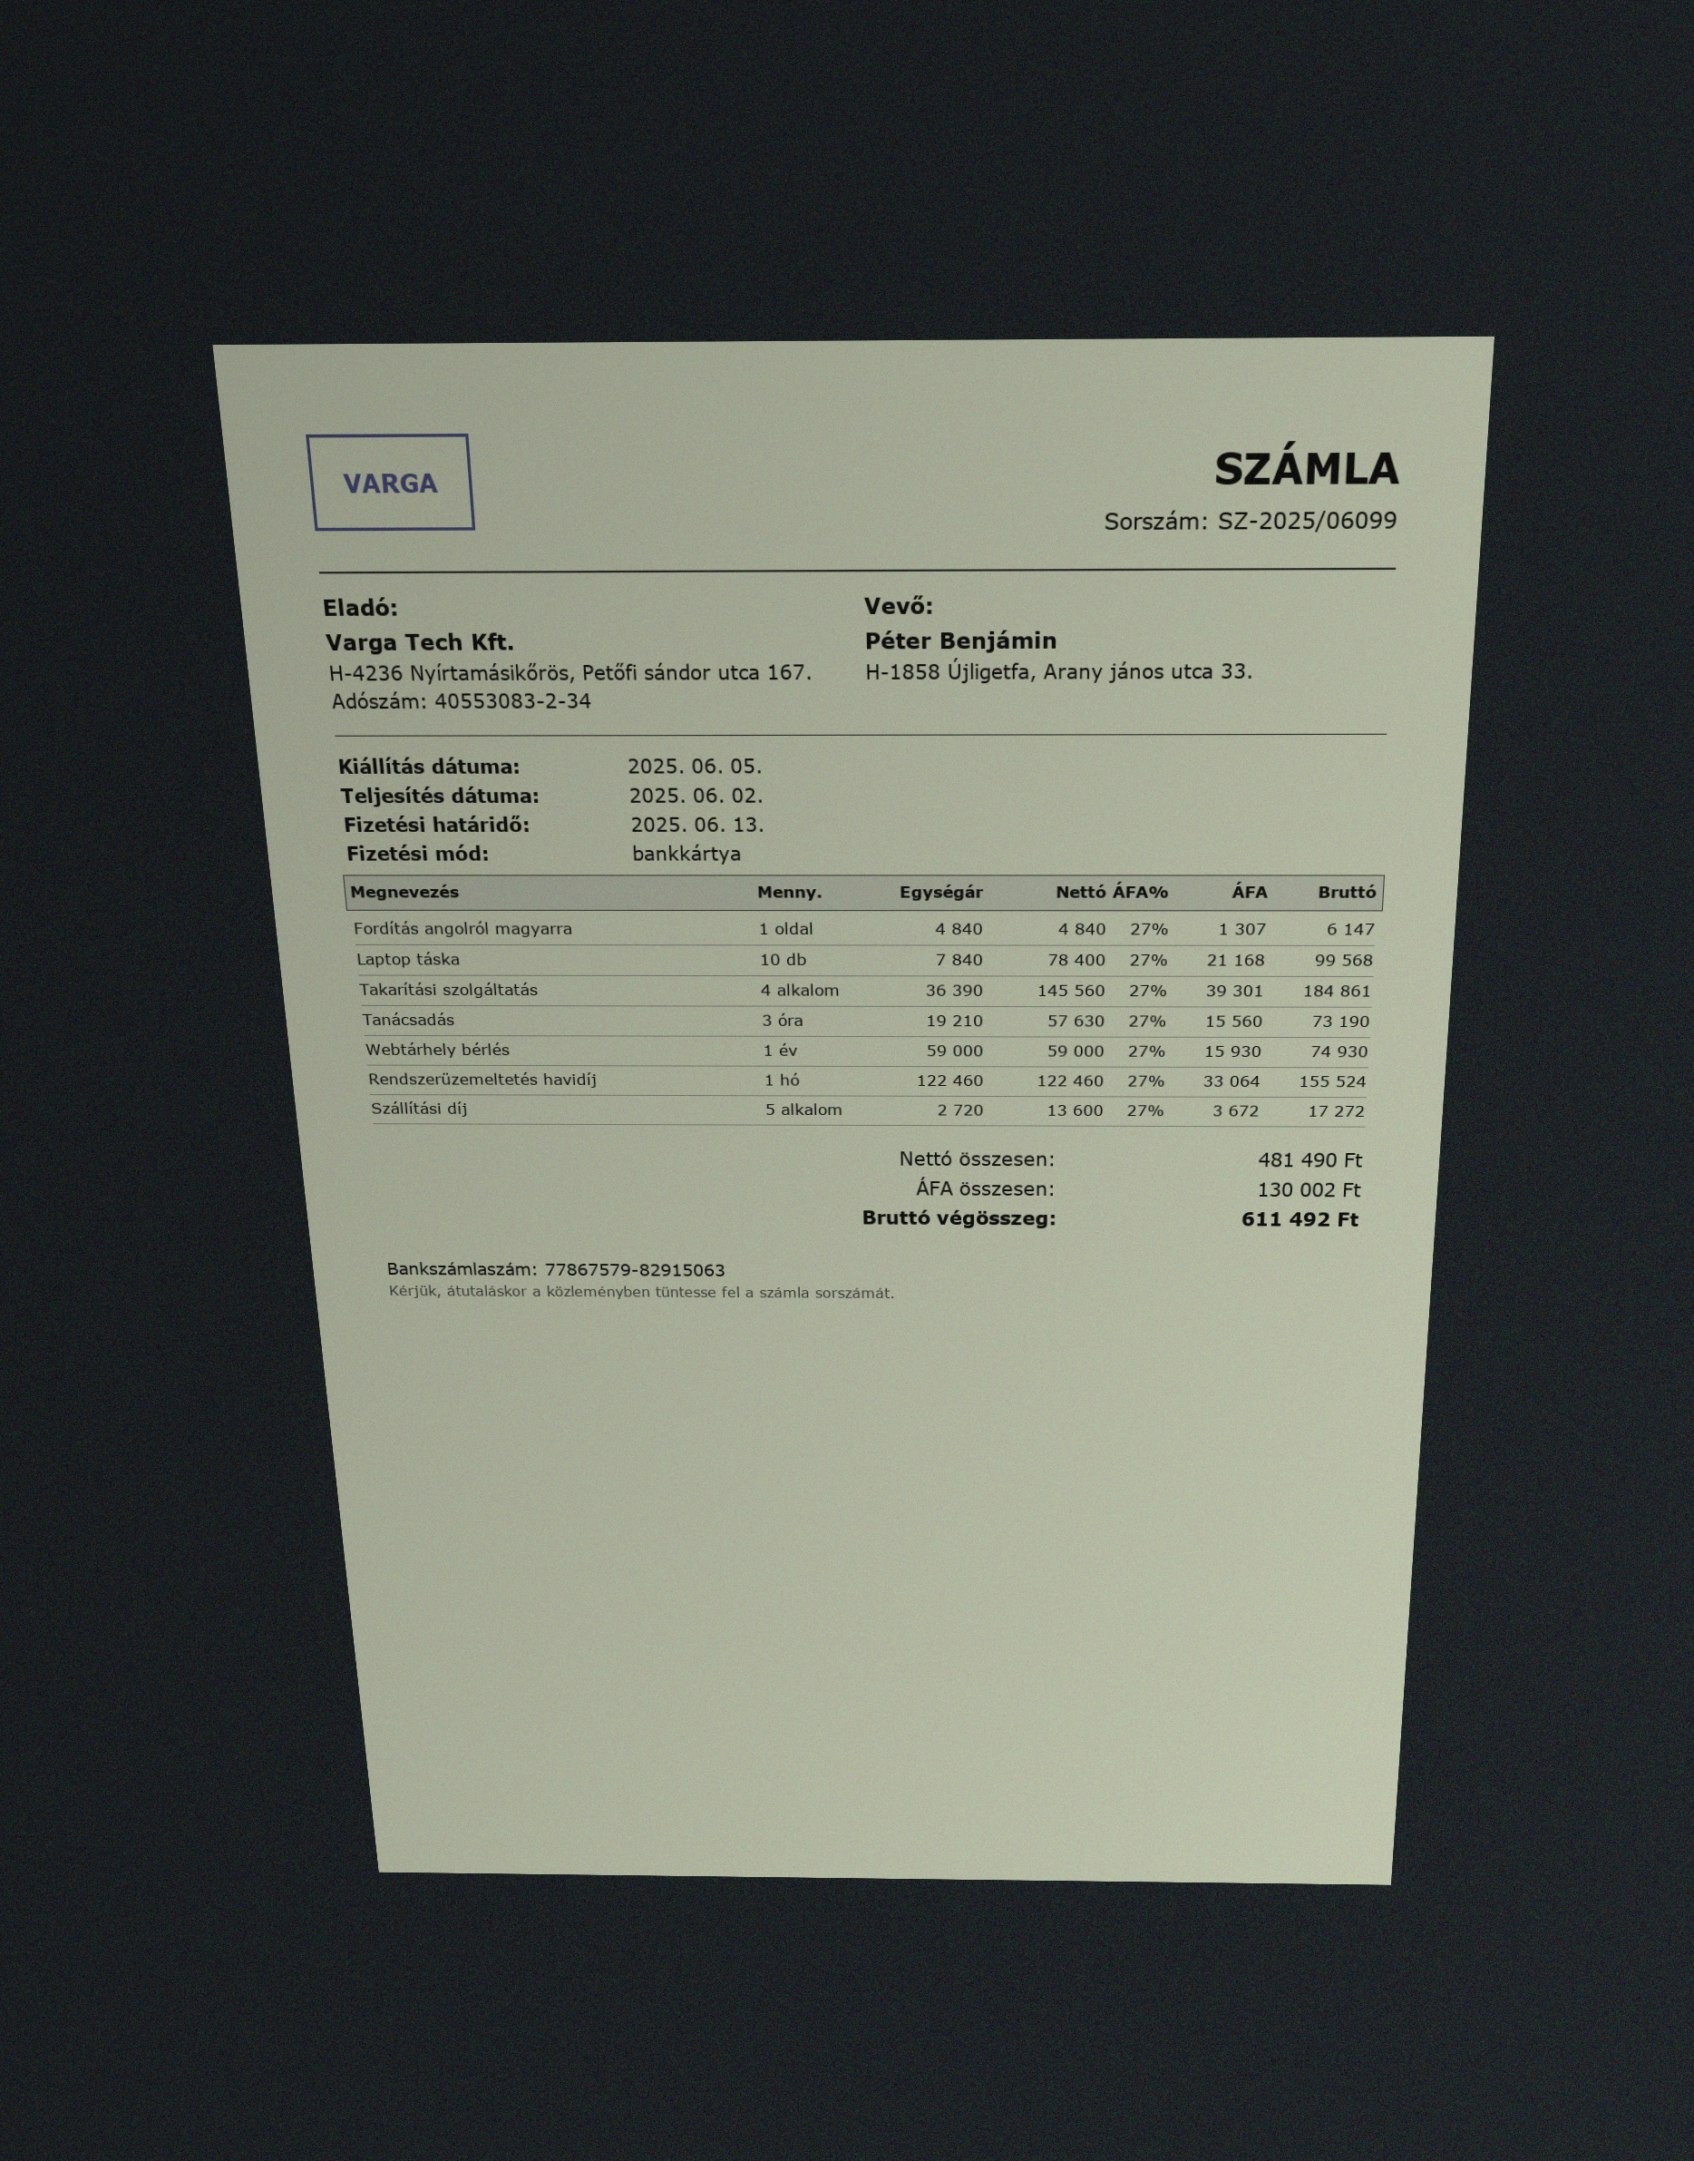 VARGA
SZÁMLA
Sorszám: SZ-2025/06099
Eladó:
Varga Tech Kft.
H-4236 Nyírtamásikőrös, Petőfi sándor utca 167.
Adószám: 40553083-2-34
Vevő:
Péter Benjámin
H-1858 Újligetfa, Arany jános utca 33.
Kiállítás dátuma: 2025. 06. 05.
Teljesítés dátuma: 2025. 06. 02.
Fizetési határidő: 2025. 06. 13.
Fizetési mód: bankkártya
Megnevezés Menny. Egységár Nettó ÁFA% ÁFA Bruttó
Fordítás angolról magyarra 1 oldal 4 840 4 840 27% 1 307 6 147
Laptop táska 10 db 7 840 78 400 27% 21 168 99 568
Takarítási szolgáltatás 4 alkalom 36 390 145 560 27% 39 301 184 861
Tanácsadás 3 óra 19 210 57 630 27% 15 560 73 190
Webtárhely bérlés 1 év 59 000 59 000 27% 15 930 74 930
Rendszerüzemeltetés havidíj 1 hó 122 460 122 460 27% 33 064 155 524
Szállítási díj 5 alkalom 2 720 13 600 27% 3 672 17 272
Nettó összesen: 481 490 Ft
ÁFA összesen: 130 002 Ft
Bruttó végösszeg: 611 492 Ft
Bankszámlaszám: 77867579-82915063
Kérjük, átutaláskor a közleményben tüntesse fel a számla sorszámát.